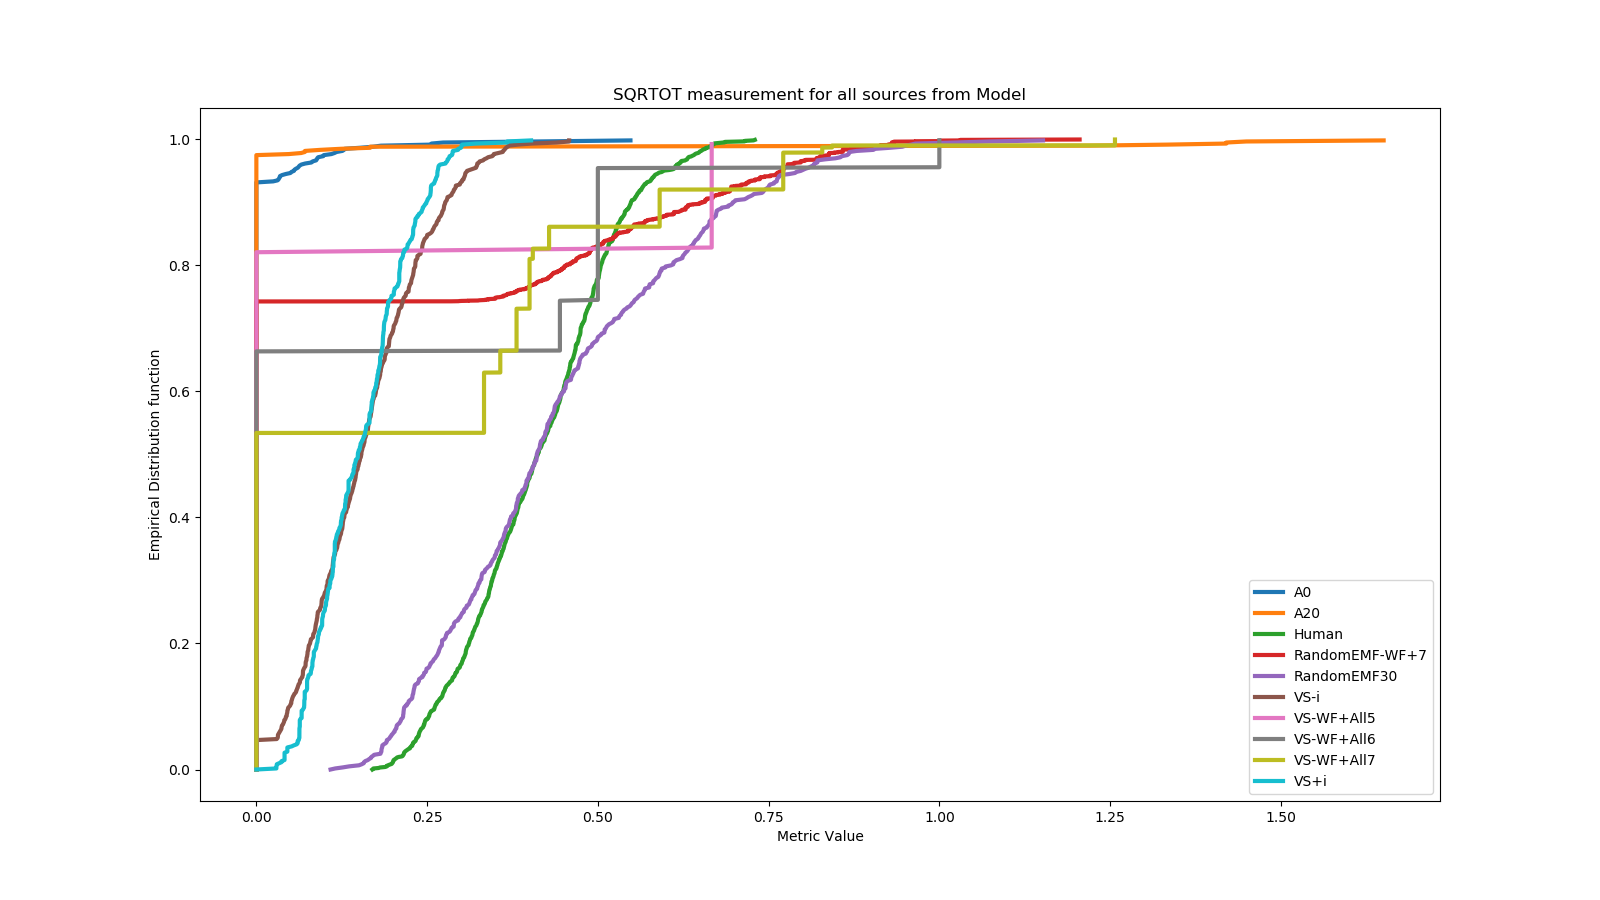 SQRTOT measurement for all sources from Model
Empirical Distribution function
1.0
0.8
0.6
0.4
0.2
0.0
0.00 0.25 0.50 0.75 1.00 1.25 1.50
Metric Value
A0
A20
Human
RandomEMF-WF+7
RandomEMF30
VS-i
VS-WF+All5
VS-WF+All6
VS-WF+All7
VS+i